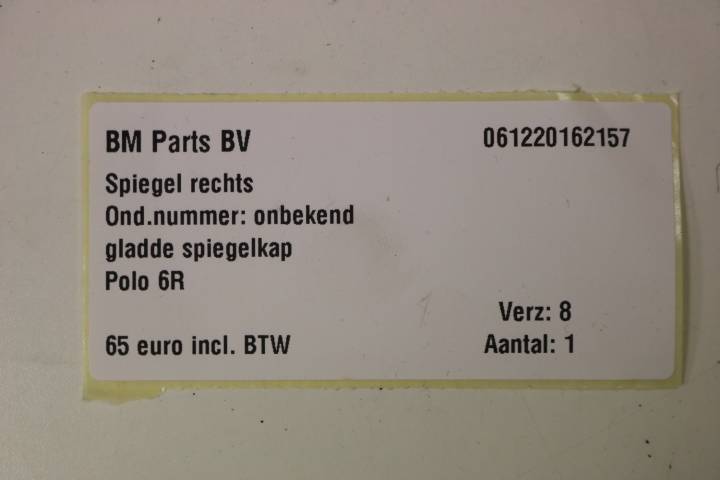 BM Parts BV 061220162157
Spiegel rechts
Ond.nummer: onbekend
gladde spiegelkap
Polo 6R
Verz: 8
65 euro incl. BTW Aantal: 1